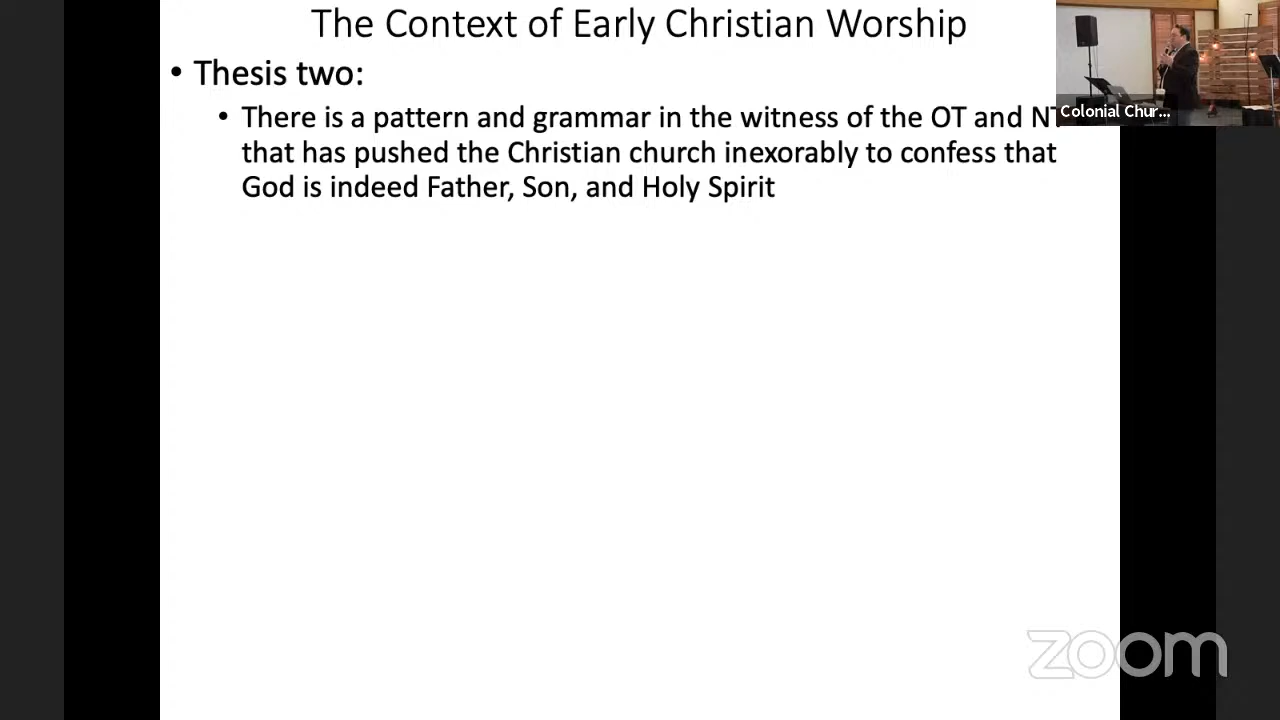 The Context of Early Christian Worship
• Thesis two:
• There is a pattern and grammar in the witness of the OT and NT
that has pushed the Christian church inexorably to confess that
God is indeed Father, Son, and Holy Spirit
Colonial Chur...
zoom